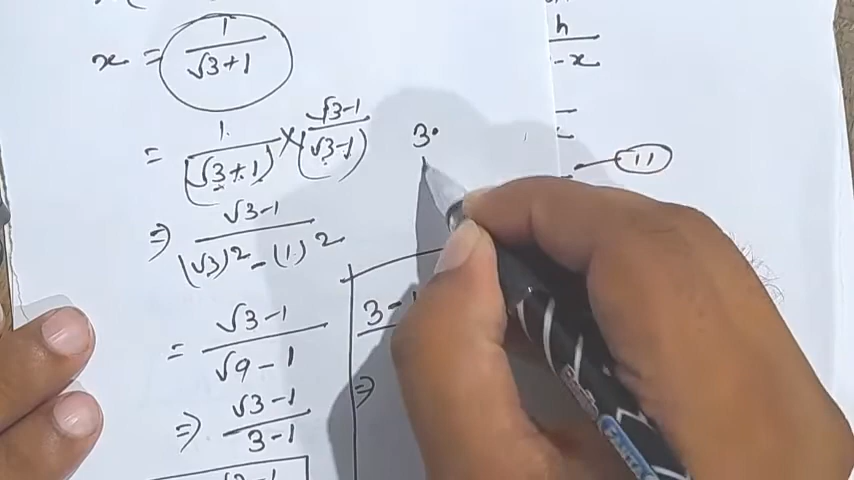 x = 1/(√3+1)
= 1/(√3+1) × (√3-1)/(√3-1)
3·
⇒ (√3-1)/((√3)² - (1)²)
= (√3-1)/(√9-1)
3-
⇒ (√3-1)/(3-1)
⇒
h
-x
11